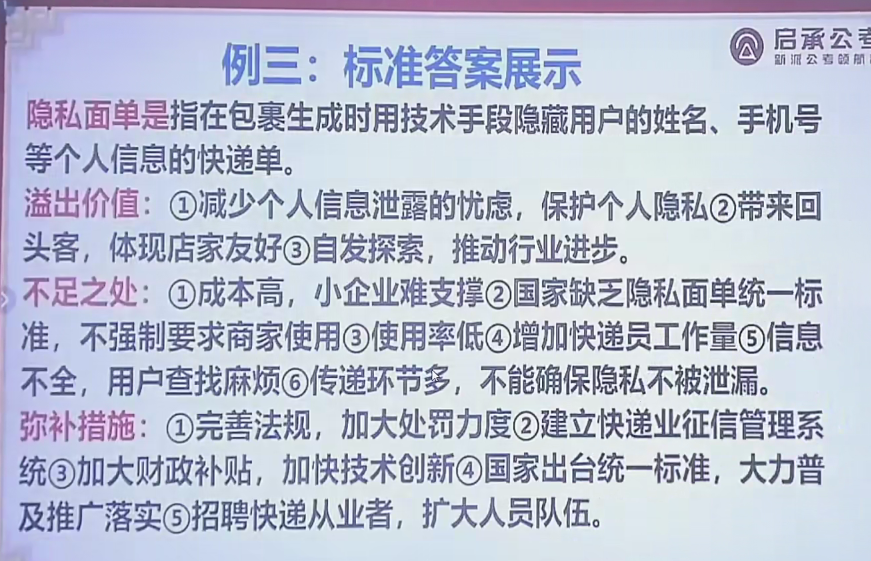 启承公考
新派公考领航
例三：标准答案展示
隐私面单是指在包裹生成时用技术手段隐藏用户的姓名、手机号
等个人信息的快递单。
溢出价值：①减少个人信息泄露的忧虑，保护个人隐私②带来回
头客，体现店家友好③自发探索，推动行业进步。
不足之处：①成本高，小企业难支撑②国家缺乏隐私面单统一标
准，不强制要求商家使用③使用率低④增加快递员工作量⑤信息
不全，用户查找麻烦⑥传递环节多，不能确保隐私不被泄漏。
弥补措施：①完善法规，加大处罚力度②建立快递业征信管理系
统③加大财政补贴，加快技术创新④国家出台统一标准，大力普
及推广落实⑤招聘快递从业者，扩大人员队伍。